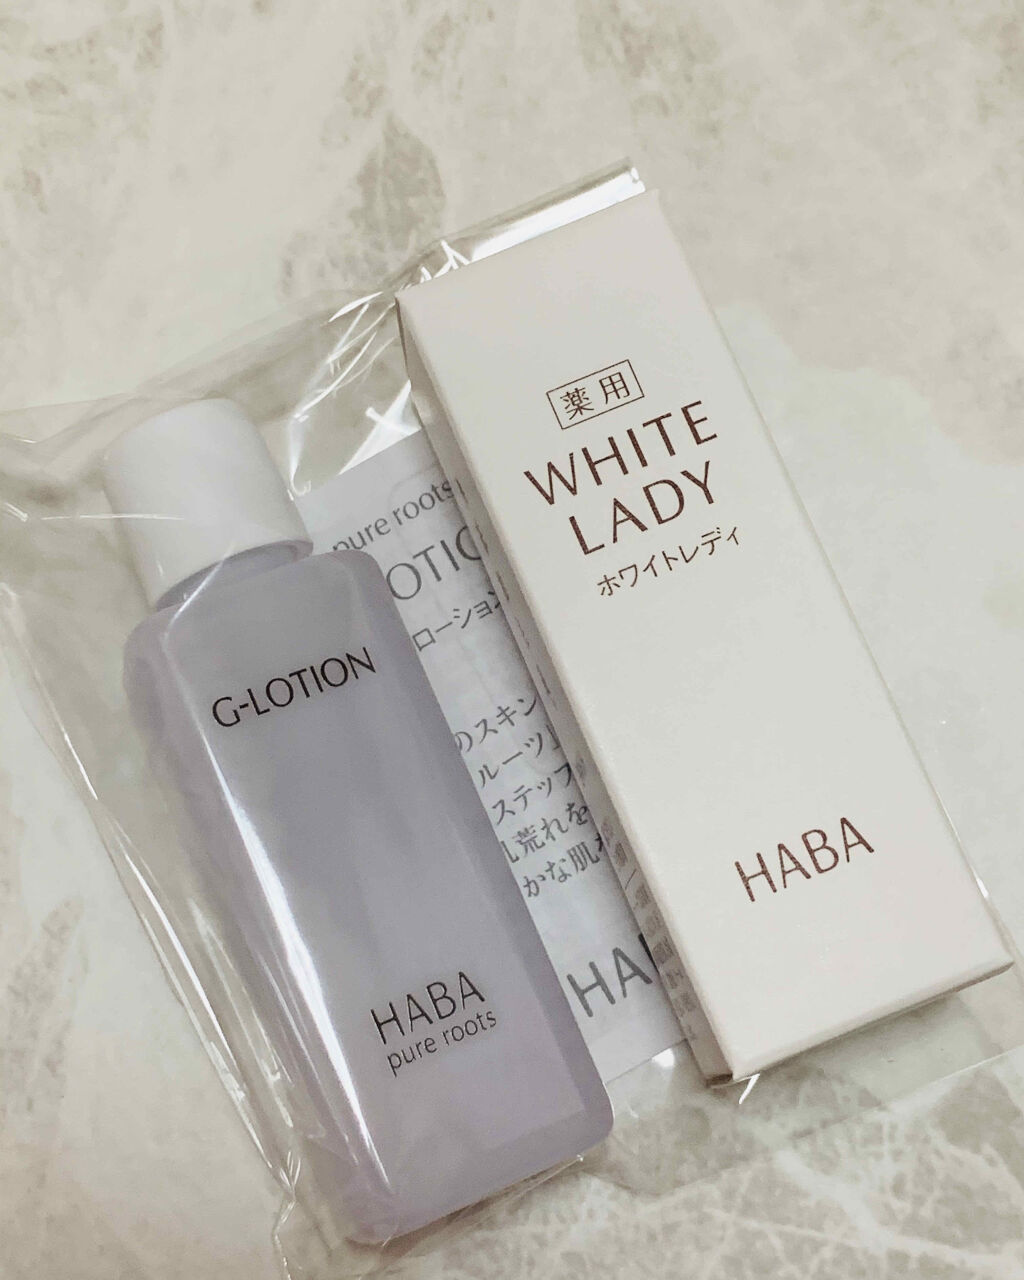 薬用
WHITE
LADY
ホワイトレディ
HABA
G-LOTION
HABA
pure roots
pure roots
OTIO
ローション
のスキン
ルーツ」
ステップ
荒れを
かな肌
HA